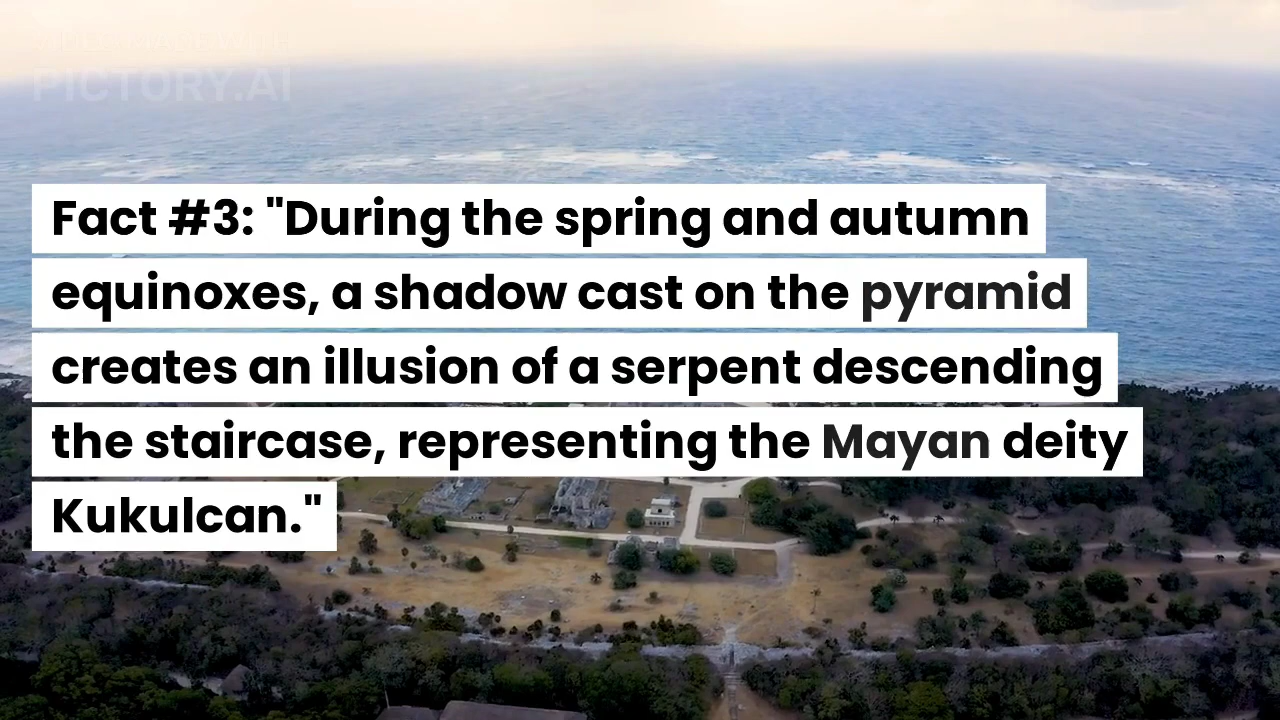 PICTORY.AI
Fact #3: "During the spring and autumn
equinoxes, a shadow cast on the pyramid
creates an illusion of a serpent descending
the staircase, representing the Mayan deity
Kukulcan."